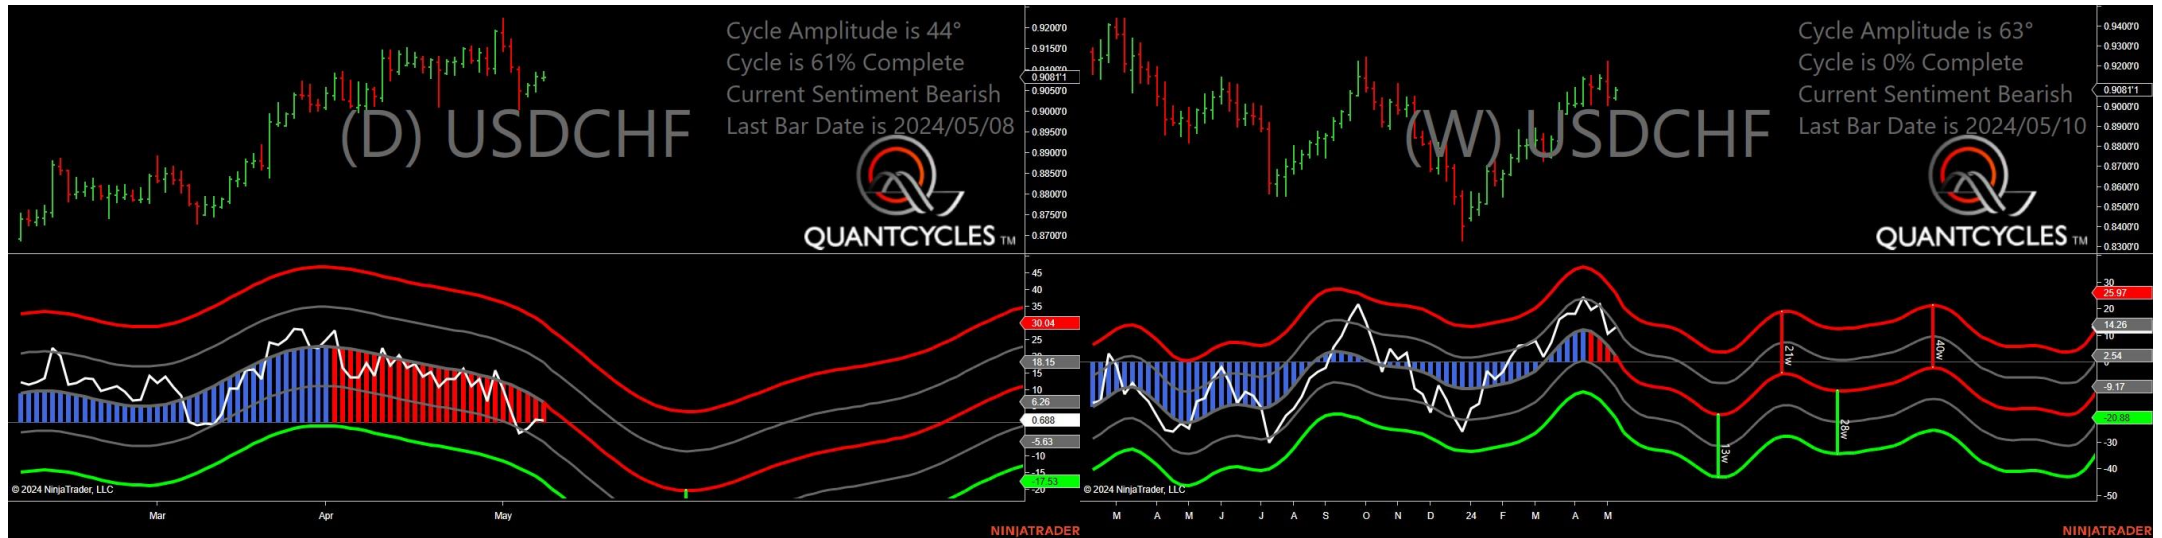 Cycle Amplitude is 44°
Cycle is 61% Complete
Current Sentiment Bearish
Last Bar Date is 2024/05/08
(D) USDCHF
QUANTCYCLES TM
0.9200'0
0.9150'0
0.9100'0
0.9081'1
0.9050'0
0.9000'0
0.8950'0
0.8900'0
0.8850'0
0.8800'0
0.8750'0
0.8700'0
45
40
35
30.04
25
18.15
15
10
6.26
0.688
-5.63
-10
-15
-17.53
-20
© 2024 NinjaTrader, LLC
Mar Apr May
NINJATRADER
Cycle Amplitude is 63°
Cycle is 0% Complete
Current Sentiment Bearish
Last Bar Date is 2024/05/10
(W) USDCHF
QUANTCYCLES TM
0.9400'0
0.9300'0
0.9200'0
0.9081'1
0.9000'0
0.8900'0
0.8800'0
0.8700'0
0.8600'0
0.8500'0
0.8400'0
0.8300'0
30
25.97
20
14.26
10
2.54
-9.17
-20.88
-30
-40
-50
13w
21w
28w
40w
© 2024 NinjaTrader, LLC
M A M J J A S O N D 24 F M A M
NINJATRADER